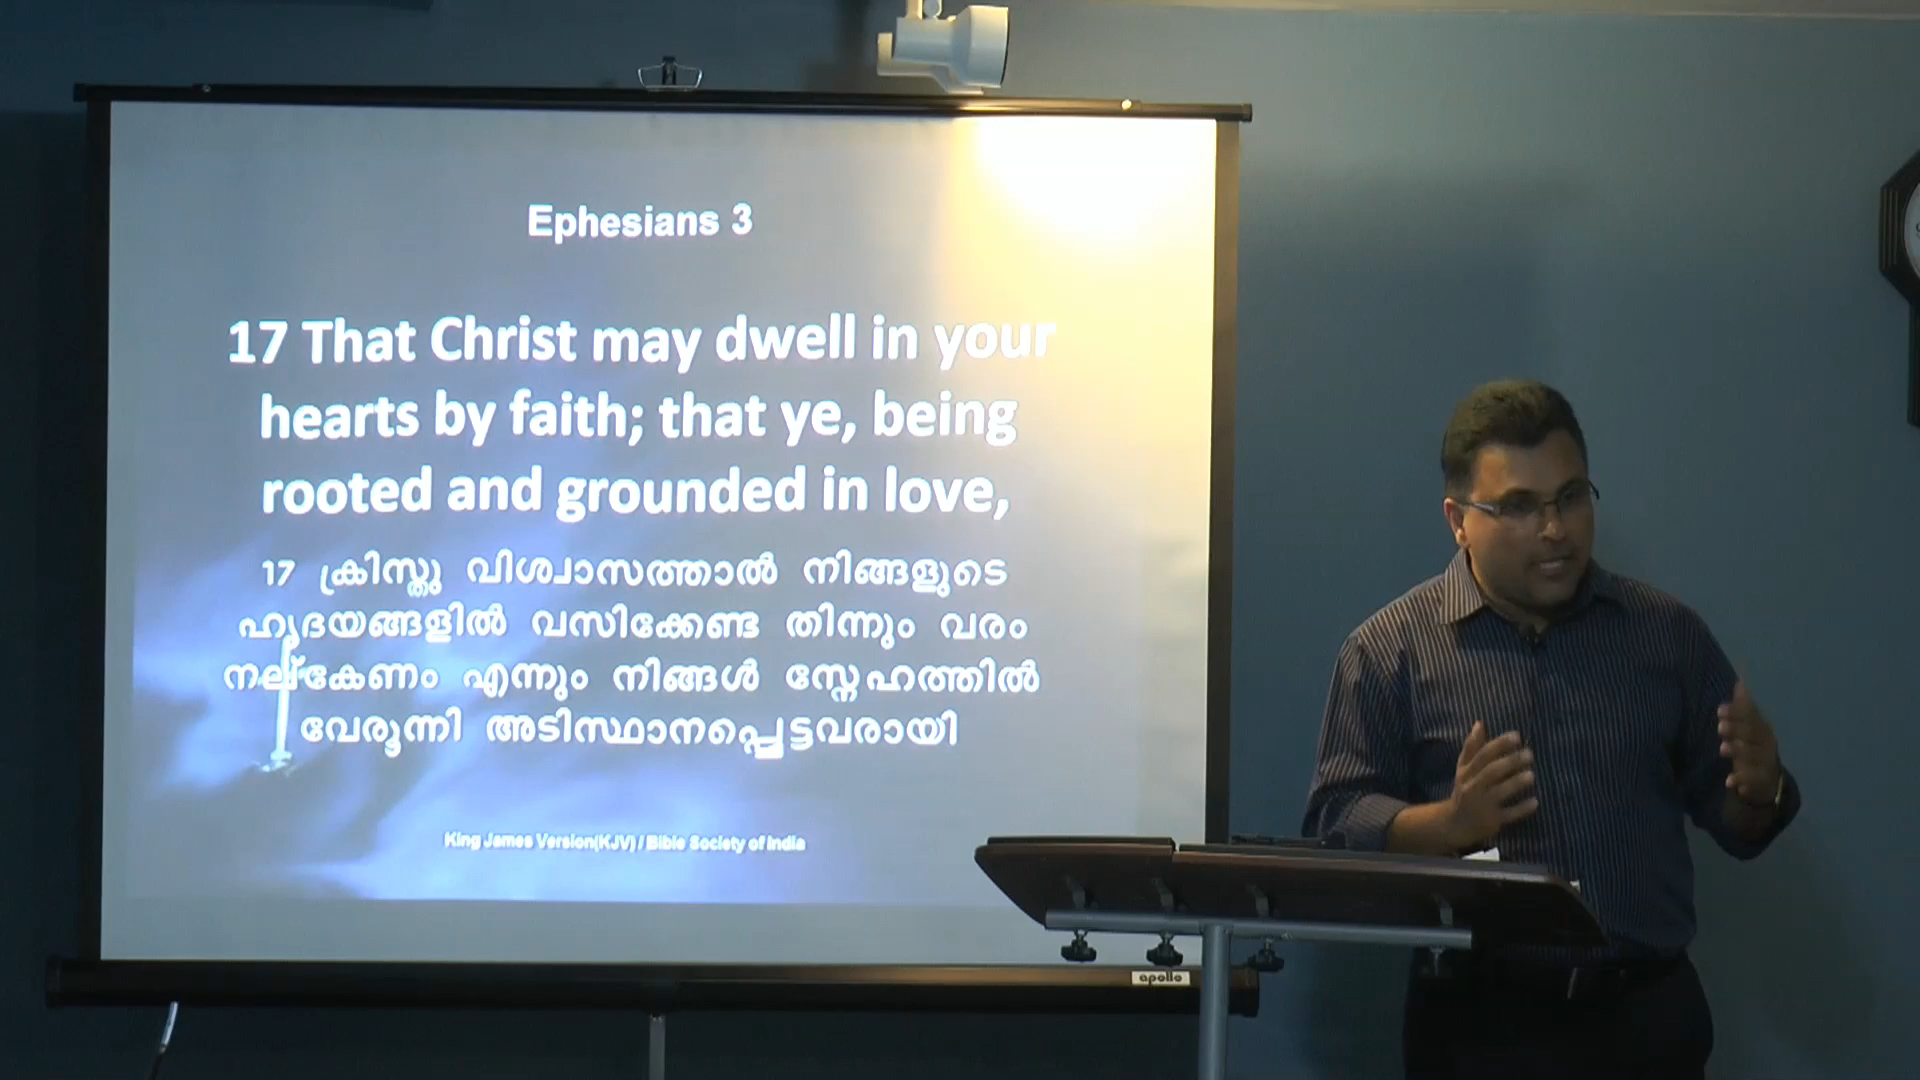 Ephesians 3
17 That Christ may dwell in your
hearts by faith; that ye, being
rooted and grounded in love,
17 ക്രിസ്തു വിശ്വാസത്താൽ നിങ്ങളുടെ
ഹൃദയങ്ങളിൽ വസിക്കേണ്ട തിന്നും വരം
നല്കേണം എന്നും നിങ്ങൾ സ്നേഹത്തിൽ
വേരൂന്നി അടിസ്ഥാനപ്പെട്ടവരായി
King James Version(KJV) / Bible Society of India
apollo